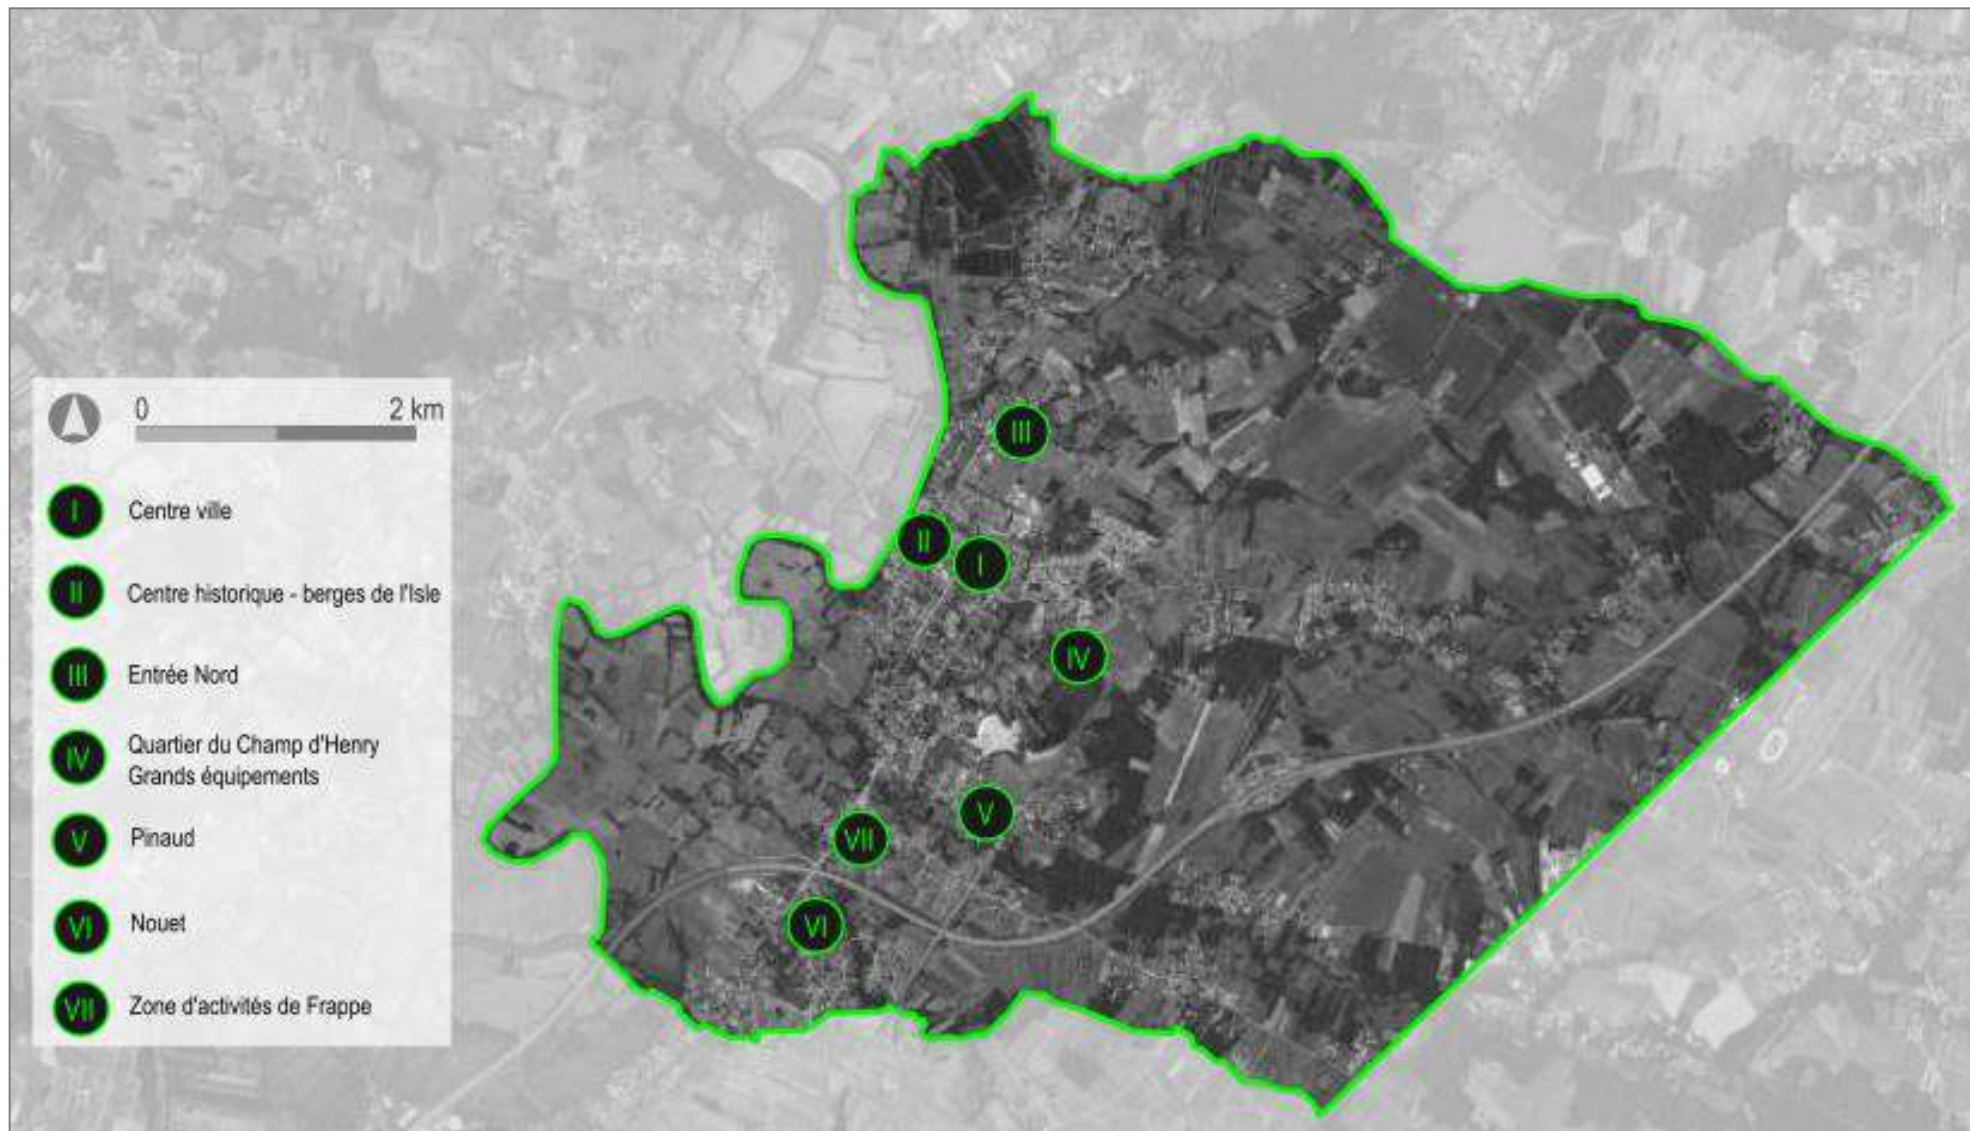 0 2 km
I Centre ville
II Centre historique - berges de l'Isle
III Entrée Nord
IV Quartier du Champ d'Henry
Grands équipements
V Pinaud
VI Nouet
VII Zone d'activités de Frappe
III
II
I
IV
V
VII
VI